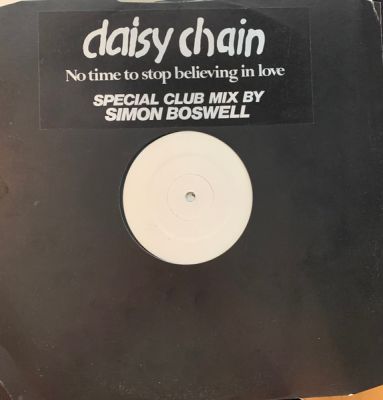 daisy chain
No time to stop believing in love
SPECIAL CLUB MIX BY
SIMON BOSWELL